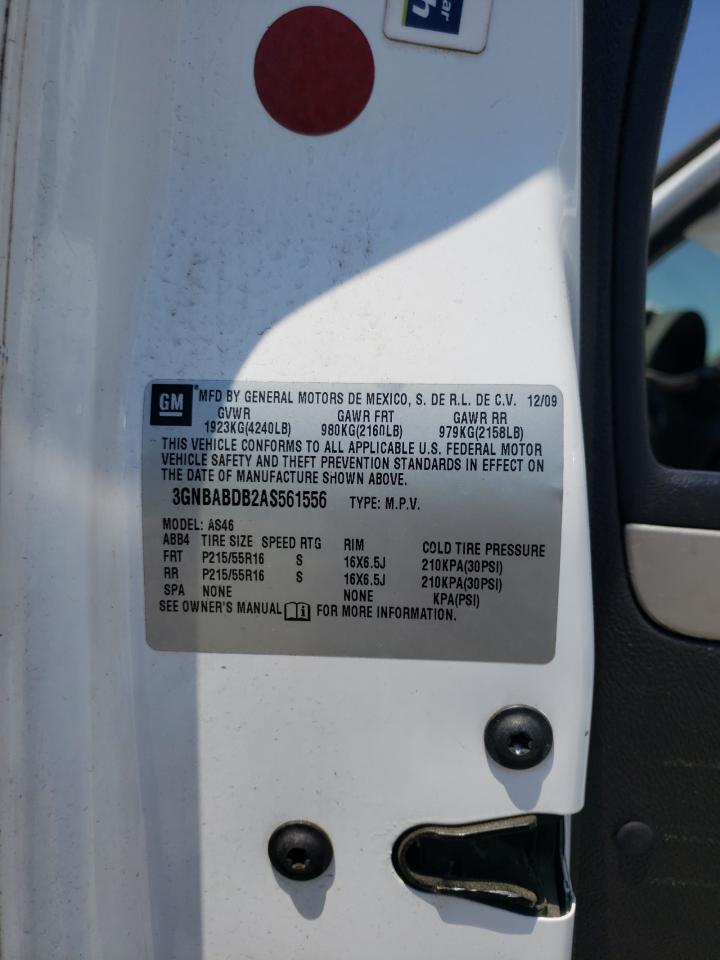 ar
h
GM
® MFD BY GENERAL MOTORS DE MEXICO, S. DE R.L. DE C.V. 12/09
GVWR GAWR FRT GAWR RR
1923KG(4240LB) 980KG(2160LB) 979KG(2158LB)
THIS VEHICLE CONFORMS TO ALL APPLICABLE U.S. FEDERAL MOTOR
VEHICLE SAFETY AND THEFT PREVENTION STANDARDS IN EFFECT ON
THE DATE OF MANUFACTURE SHOWN ABOVE.
3GNBABDB2AS561556 TYPE: M.P.V.
MODEL: AS46
ABB4 TIRE SIZE SPEED RTG RIM COLD TIRE PRESSURE
FRT P215/55R16 S 16X6.5J 210KPA(30PSI)
RR P215/55R16 S 16X6.5J 210KPA(30PSI)
SPA NONE NONE KPA(PSI)
SEE OWNER'S MANUAL i FOR MORE INFORMATION.